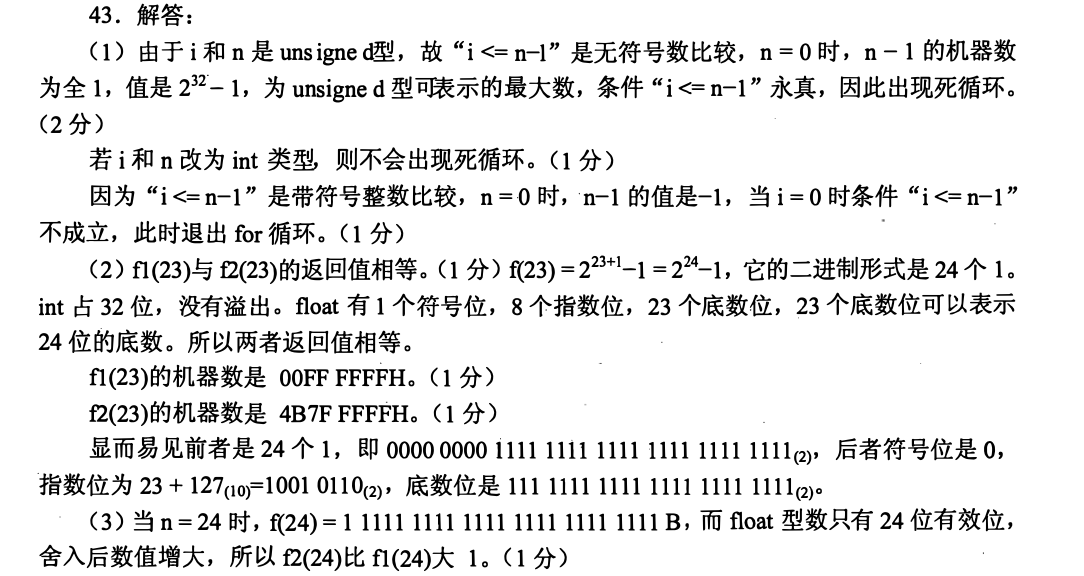 43．解答：
（1）由于 i 和 n 是 unsigned型，故“i <= n−1”是无符号数比较，n = 0 时，n − 1 的机器数
为全 1，值是 2³²− 1，为 unsigned 型可表示的最大数，条件“i <= n−1”永真，因此出现死循环。
（2 分）
若 i 和 n 改为 int 类型，则不会出现死循环。（1 分）
因为“i <= n−1”是带符号整数比较，n = 0 时，n−1 的值是−1，当 i = 0 时条件“i <= n−1”
不成立，此时退出 for 循环。（1 分）
（2）f1(23)与 f2(23)的返回值相等。（1 分）f(23) = 2²³⁺¹−1 = 2²⁴−1，它的二进制形式是 24 个 1。
int 占 32 位，没有溢出。float 有 1 个符号位，8 个指数位，23 个底数位，23 个底数位可以表示
24 位的底数。所以两者返回值相等。
f1(23)的机器数是 00FF FFFFH。（1 分）
f2(23)的机器数是 4B7F FFFFH。（1 分）
显而易见前者是 24 个 1，即 0000 0000 1111 1111 1111 1111 1111 1111₍₂₎，后者符号位是 0，
指数位为 23 + 127₍₁₀₎=1001 0110₍₂₎，底数位是 111 1111 1111 1111 1111 1111₍₂₎。
（3）当 n = 24 时，f(24) = 1 1111 1111 1111 1111 1111 1111 B，而 float 型数只有 24 位有效位，
舍入后数值增大，所以 f2(24)比 f1(24)大 1。（1 分）